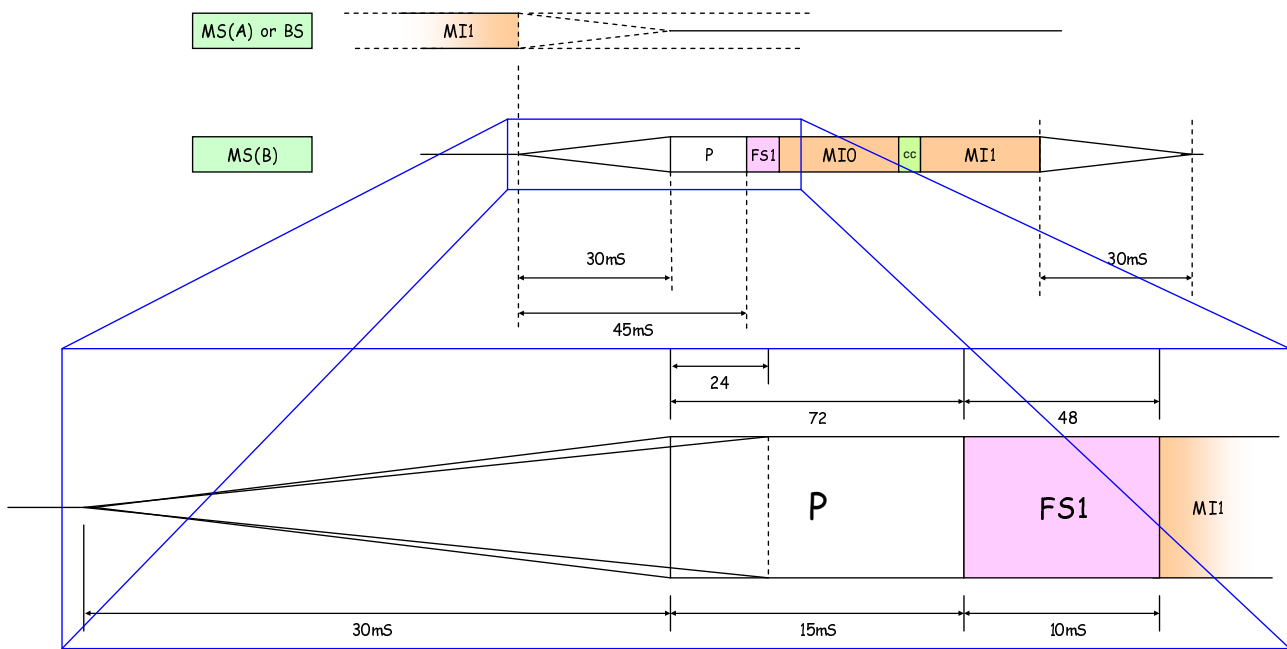 MS(A) or BS
MI1
MS(B)
P
FS1
MI0
CC
MI1
30mS
30mS
45mS
24
72
48
P
FS1
MI1
30mS
15mS
10mS